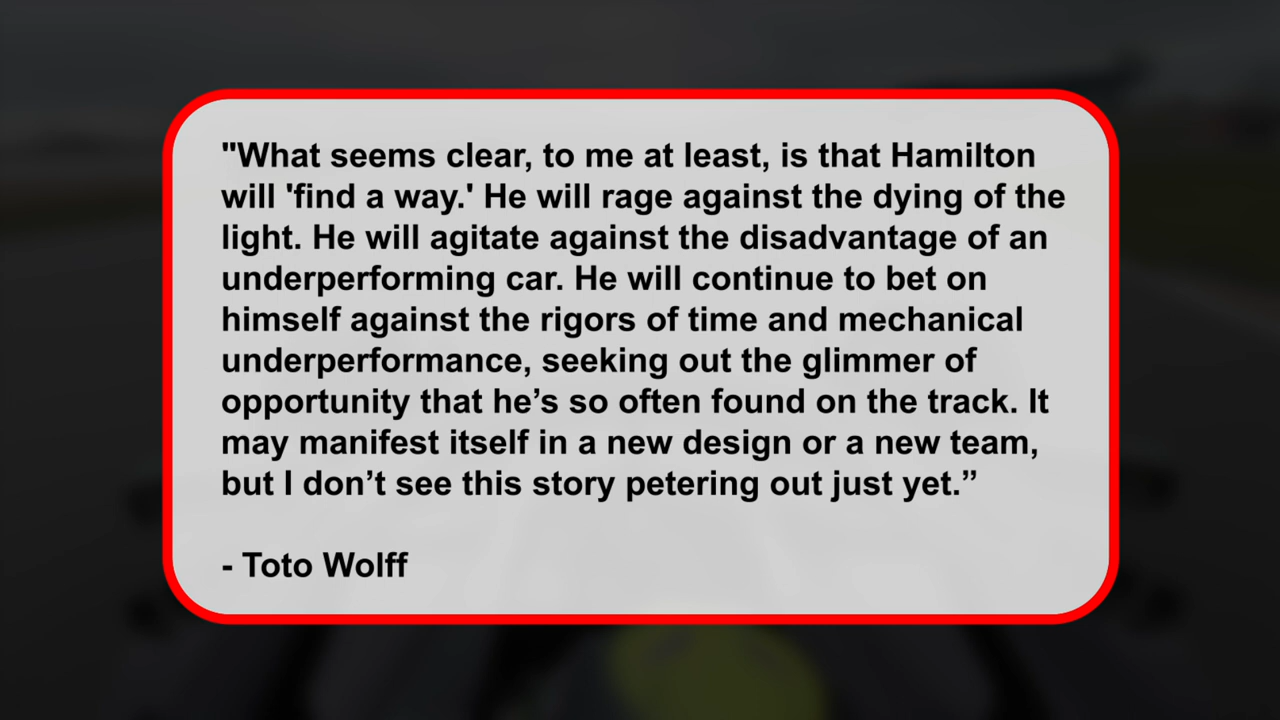 "What seems clear, to me at least, is that Hamilton
will 'find a way.' He will rage against the dying of the
light. He will agitate against the disadvantage of an
underperforming car. He will continue to bet on
himself against the rigors of time and mechanical
underperformance, seeking out the glimmer of
opportunity that he’s so often found on the track. It
may manifest itself in a new design or a new team,
but I don’t see this story petering out just yet.”
- Toto Wolff